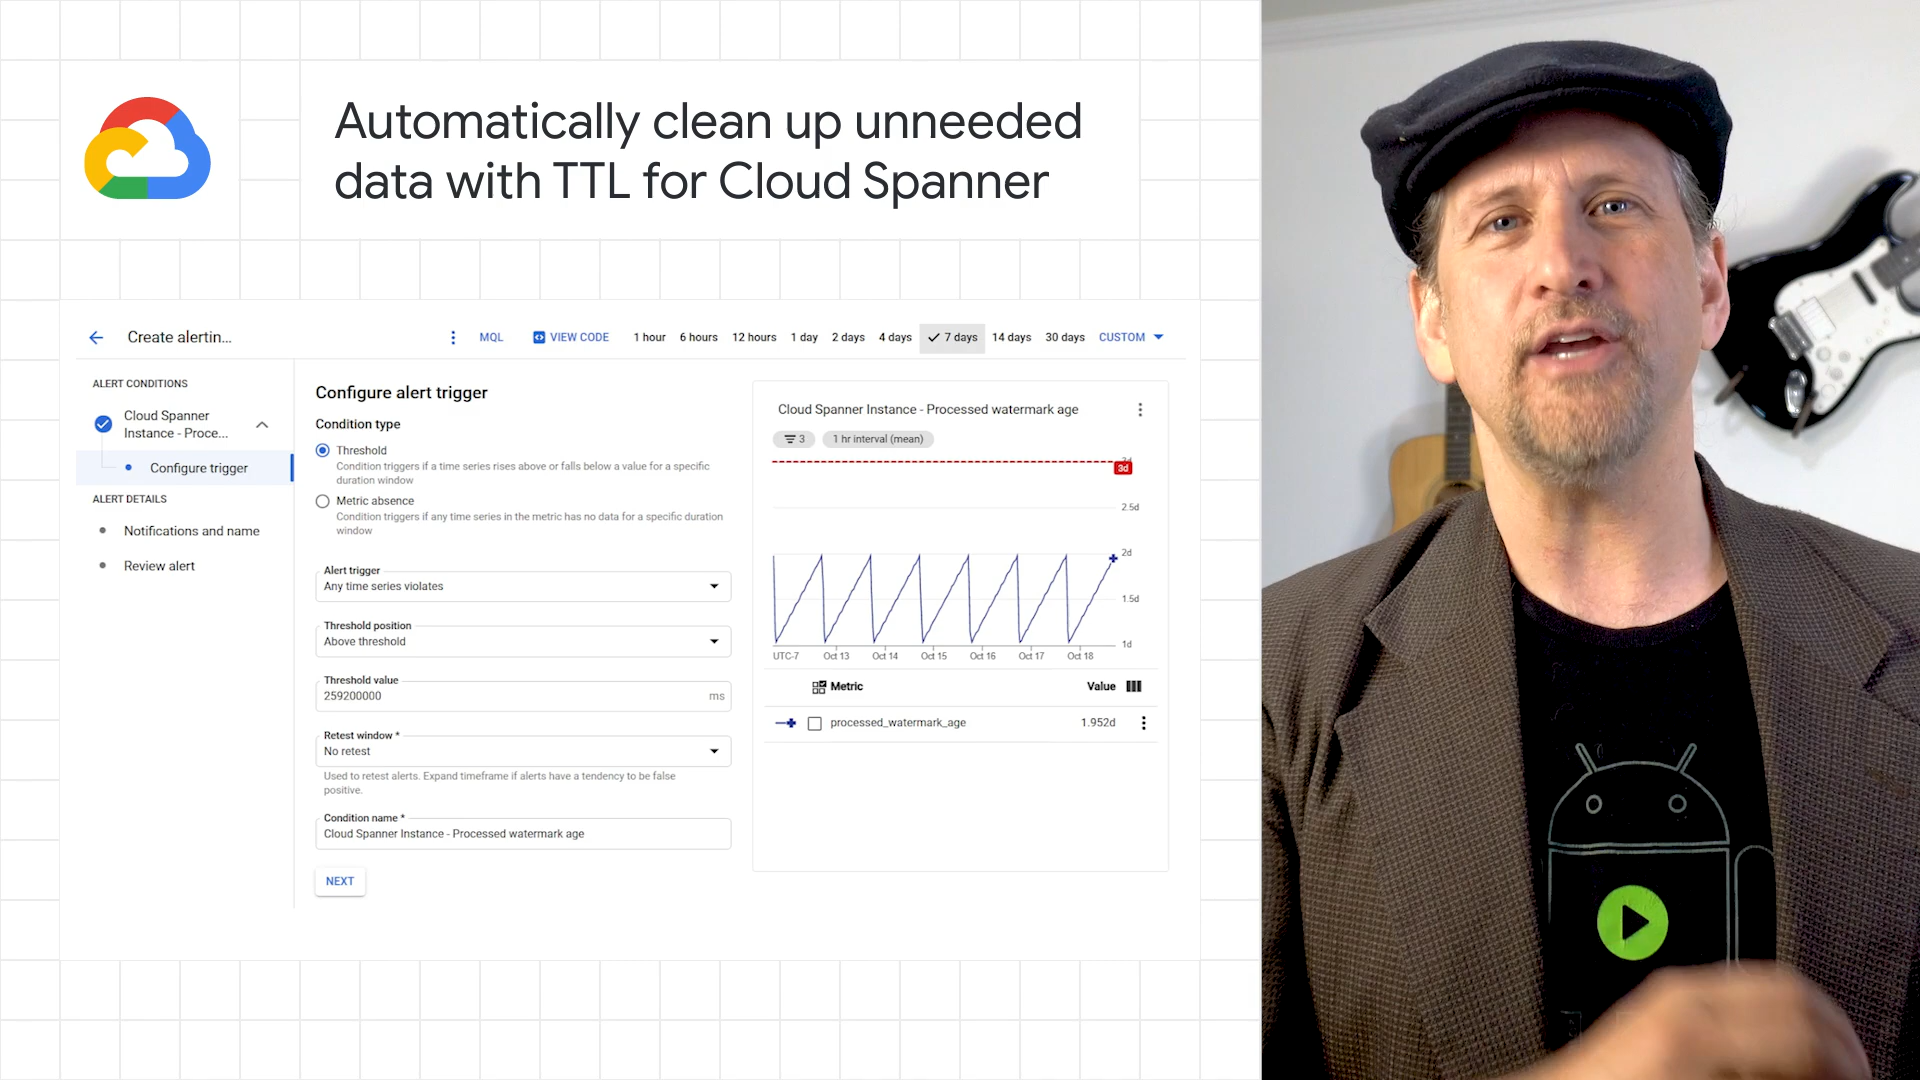 Automatically clean up unneeded
data with TTL for Cloud Spanner
Create alertin...
MQL
VIEW CODE
1 hour
6 hours
12 hours
1 day
2 days
4 days
7 days
14 days
30 days
CUSTOM
ALERT CONDITIONS
Cloud Spanner
Instance - Proce...
Configure trigger
ALERT DETAILS
Notifications and name
Review alert
Configure alert trigger
Condition type
Threshold
Condition triggers if a time series rises above or falls below a value for a specific
duration window
Metric absence
Condition triggers if any time series in the metric has no data for a specific duration
window
Alert trigger
Any time series violates
Threshold position
Above threshold
Threshold value
259200000 ms
Retest window *
No retest
Used to retest alerts. Expand timeframe if alerts have a tendency to be false
positive.
Condition name *
Cloud Spanner Instance - Processed watermark age
NEXT
Cloud Spanner Instance - Processed watermark age
3
1 hr interval (mean)
3d
2.5d
2d
1.5d
1d
UTC-7 Oct 13 Oct 14 Oct 15 Oct 16 Oct 17 Oct 18
Metric Value
processed_watermark_age 1.952d